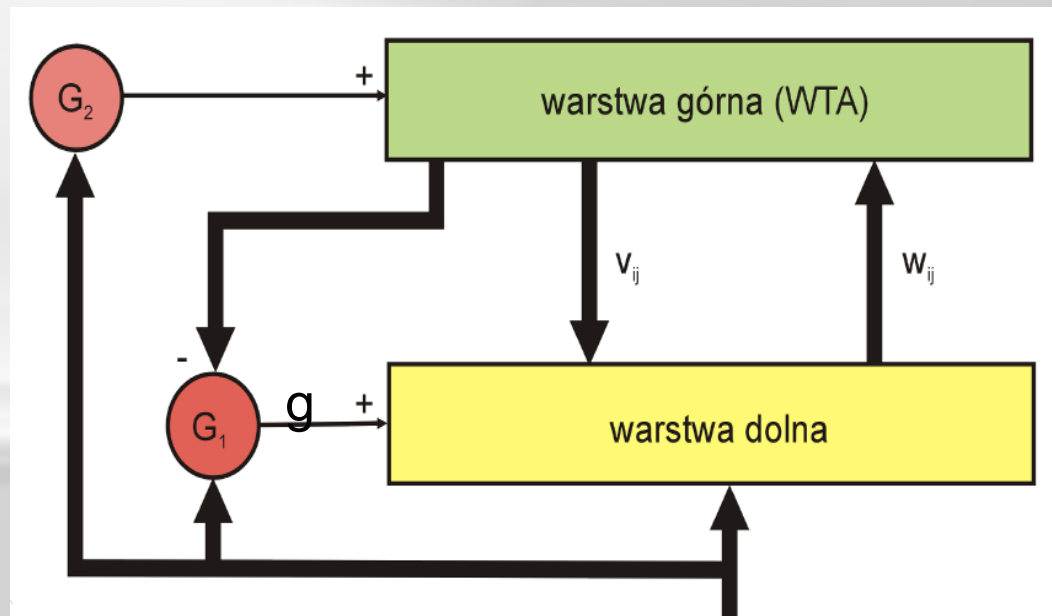 G₂
+
warstwa górna (WTA)
vᵢⱼ
wᵢⱼ
-
G₁
g
+
warstwa dolna